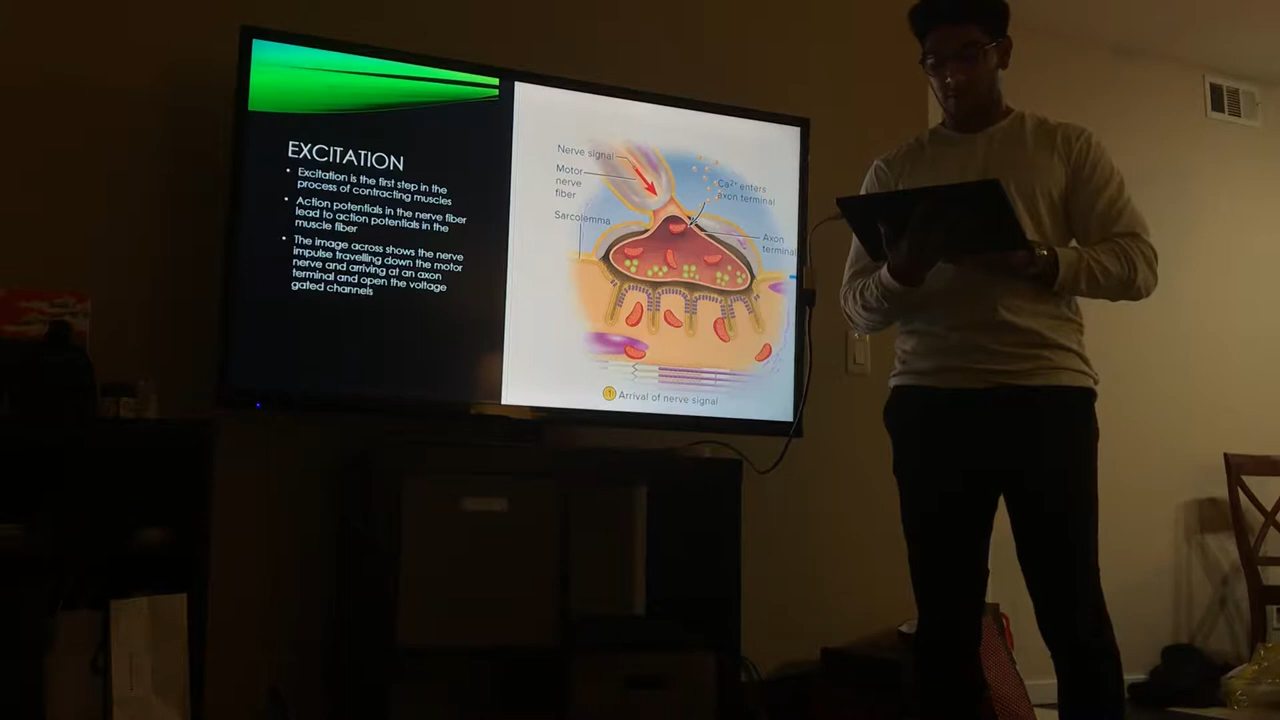 EXCITATION
• Excitation is the first step in the
process of contracting muscles
• Action potentials in the nerve fiber
lead to action potentials in the
muscle fiber
• The image across shows the nerve
impulse travelling down the motor
nerve and arriving at an axon
terminal and open the voltage
gated channels
Nerve signal
Motor
nerve
fiber
Sarcolemma
Ca²⁺ enters
axon terminal
Axon
terminal
1 Arrival of nerve signal